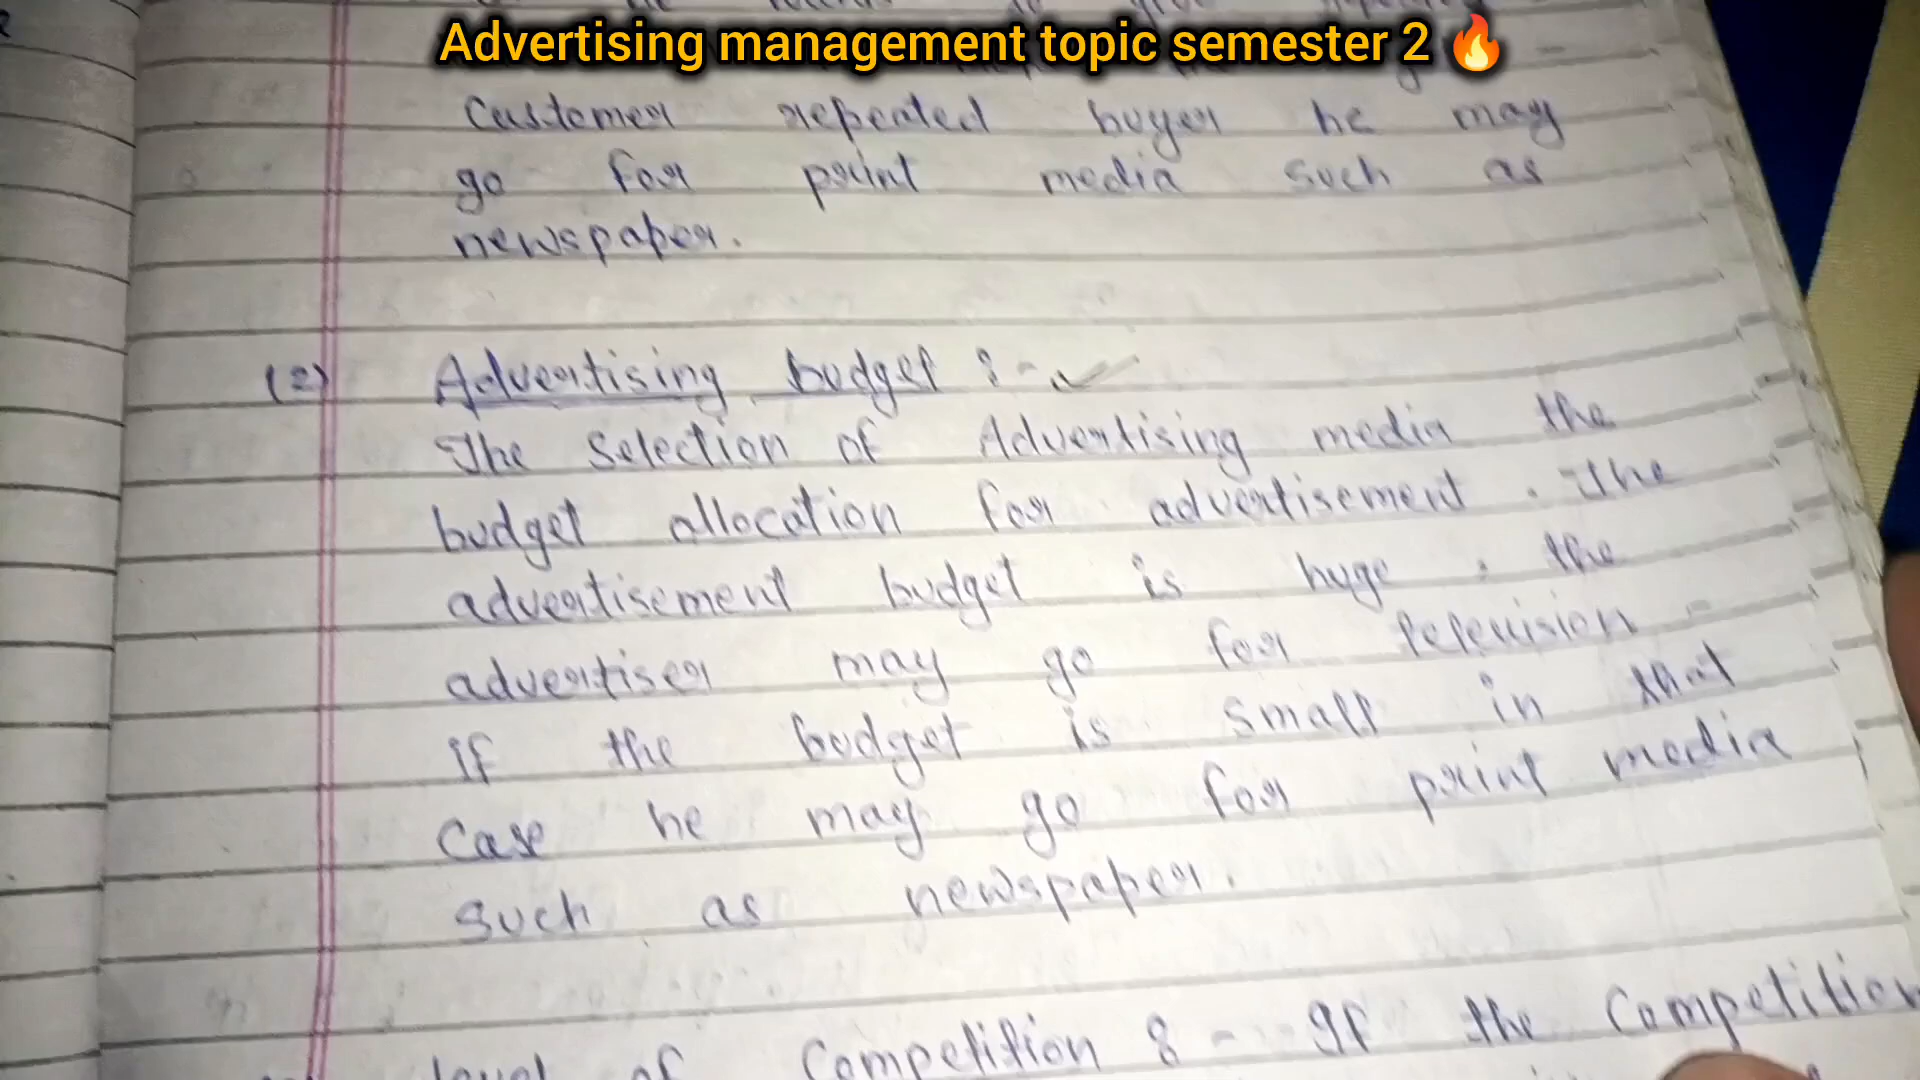 Advertising management topic semester 2 🔥
Customer repeated buyer he may
go for print media such as
newspaper.
(2) Advertising budget :-
The Selection of Advertising media the
budget allocation for advertisement. The
advertisement budget is huge. the
advertiser may go for television
if the budget is small in that
Case he may go for print media
such as newspaper.
level of Competition :- If the Competition